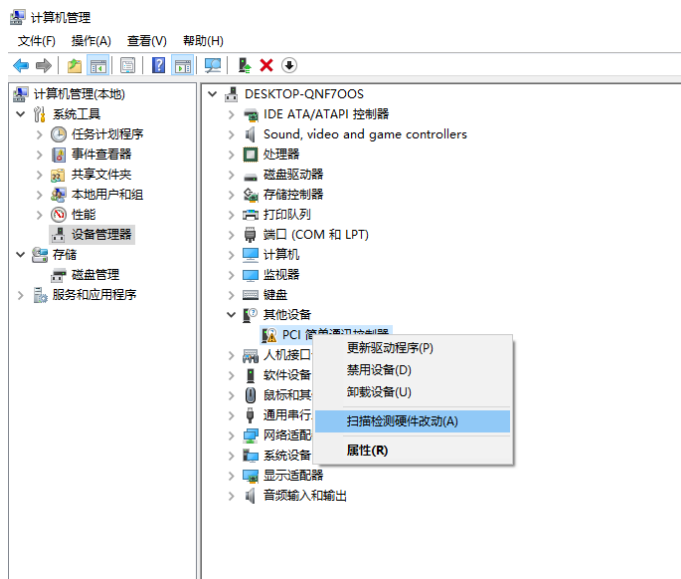 计算机管理
文件(F) 操作(A) 查看(V) 帮助(H)
计算机管理(本地)
系统工具
任务计划程序
事件查看器
共享文件夹
本地用户和组
性能
设备管理器
存储
磁盘管理
服务和应用程序
DESKTOP-QNF7OOS
IDE ATA/ATAPI 控制器
Sound, video and game controllers
处理器
磁盘驱动器
存储控制器
打印队列
端口 (COM 和 LPT)
计算机
监视器
键盘
其他设备
PCI 简单通讯控制器
人机接口
软件设备
鼠标和其
通用串行
网络适配
系统设备
显示适配器
音频输入和输出
更新驱动程序(P)
禁用设备(D)
卸载设备(U)
扫描检测硬件改动(A)
属性(R)